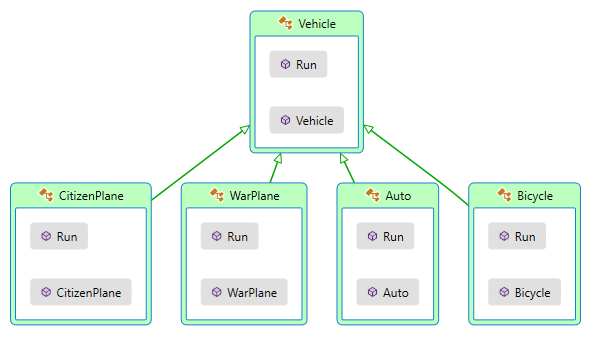 Vehicle
Run
Vehicle
CitizenPlane
WarPlane
Auto
Bicycle
Run
Run
Run
Run
CitizenPlane
WarPlane
Auto
Bicycle